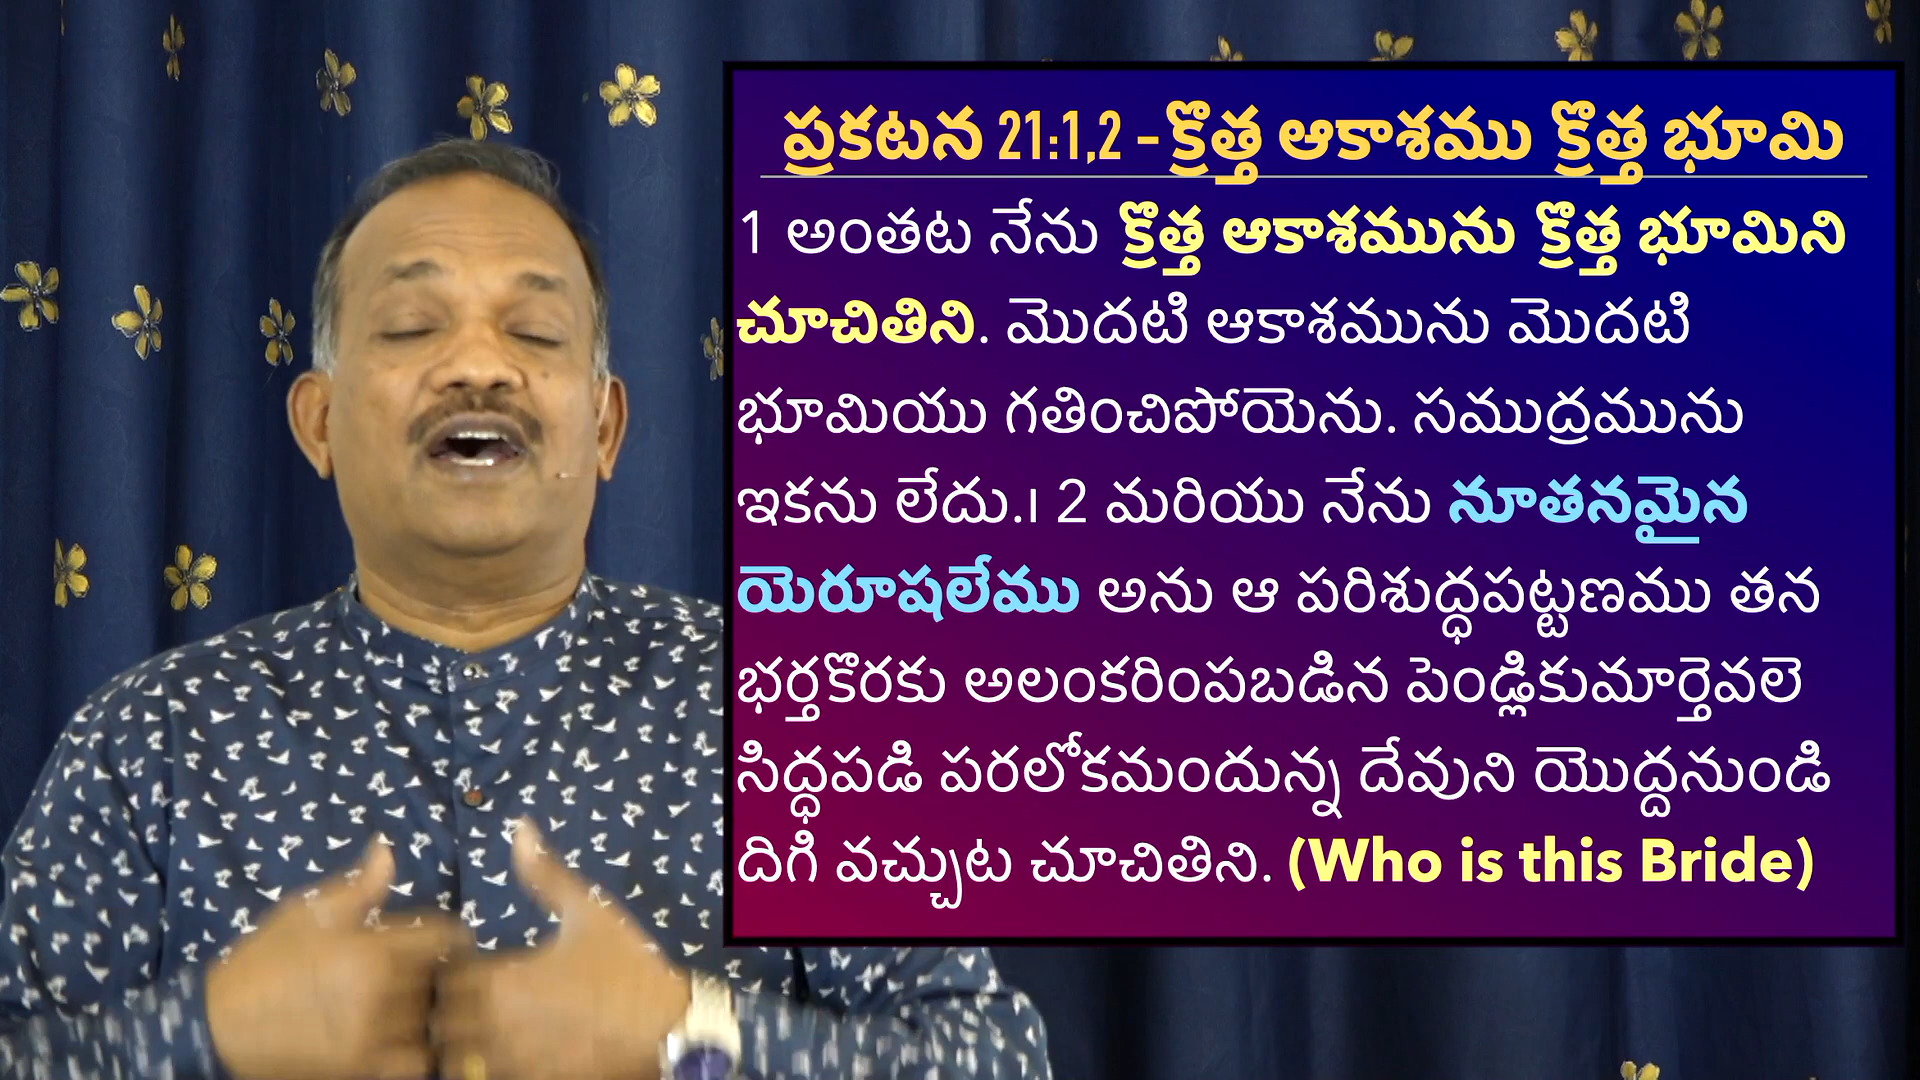 ప్రకటన 21:1,2 - క్రొత్త ఆకాశము క్రొత్త భూమి
1 అంతట నేను క్రొత్త ఆకాశమును క్రొత్త భూమిని
చూచితిని. మొదటి ఆకాశమును మొదటి
భూమియు గతించిపోయెను. సముద్రమును
ఇకను లేదు.। 2 మరియు నేను నూతనమైన
యెరూషలేము అను ఆ పరిశుద్ధపట్టణము తన
భర్తకొరకు అలంకరింపబడిన పెండ్లికుమార్తెవలె
సిద్ధపడి పరలోకమందున్న దేవుని యొద్దనుండి
దిగి వచ్చుట చూచితిని. (Who is this Bride)